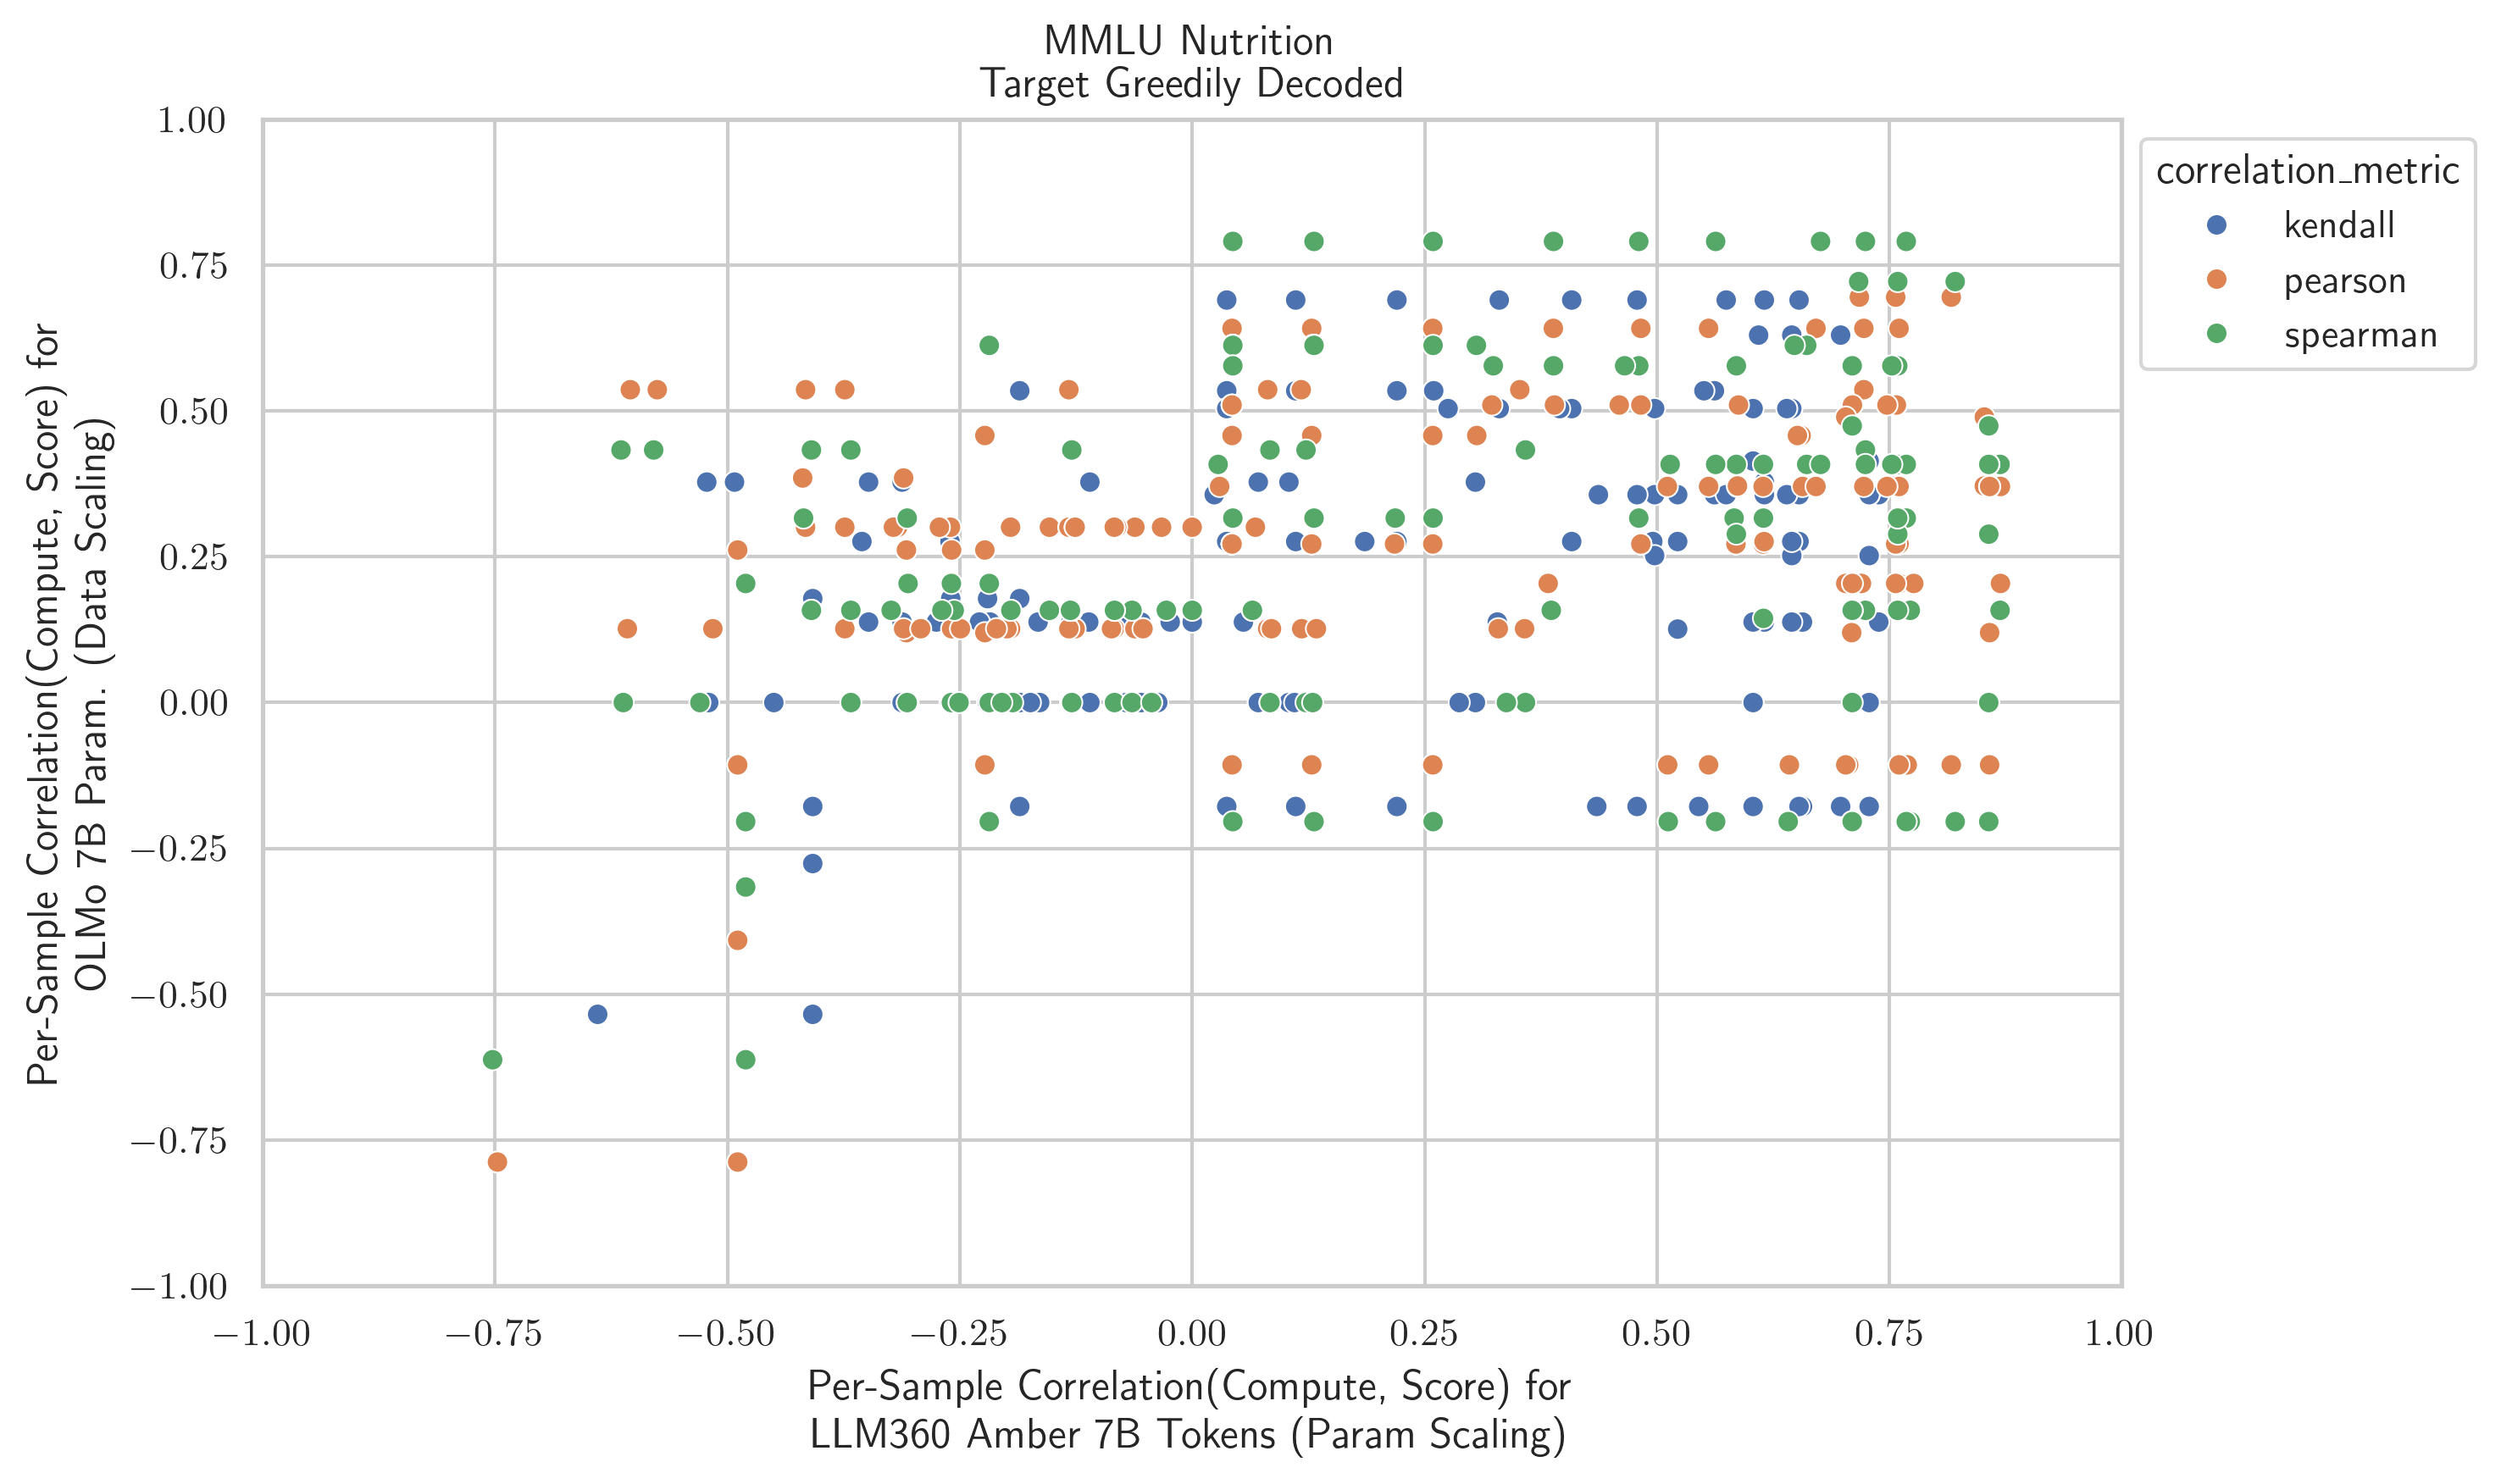 MMLU Nutrition
Target Greedily Decoded
1.00
0.75
0.50
0.25
0.00
−0.25
−0.50
−0.75
−1.00
Per-Sample Correlation(Compute, Score) for
OLMo 7B Param. (Data Scaling)
−1.00
−0.75
−0.50
−0.25
0.00
0.25
0.50
0.75
1.00
Per-Sample Correlation(Compute, Score) for
LLM360 Amber 7B Tokens (Param Scaling)
correlation_metric
kendall
pearson
spearman